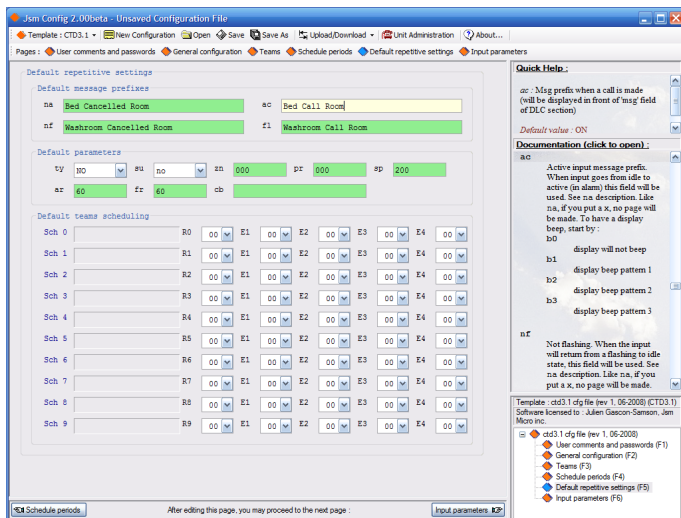 Jsm Config 2.00beta - Unsaved Configuration File
Template : CTD3.1 New Configuration Open Save Save As Upload/Download Unit Administration About...
Pages : User comments and passwords General configuration Teams Schedule periods Default repetitive settings Input parameters
Default repetitive settings
Default message prefixes
na Bed Cancelled Room ac Bed Call Room
nf Washroom Cancelled Room fl Washroom Call Room
Default parameters
ty NO su no zn 000 pr 000 sp 200
ar 60 fr 60 cb
Default teams scheduling
Sch 0 R0 00 E1 00 E2 00 E3 00 E4 00
Sch 1 R1 00 E1 00 E2 00 E3 00 E4 00
Sch 2 R2 00 E1 00 E2 00 E3 00 E4 00
Sch 3 R3 00 E1 00 E2 00 E3 00 E4 00
Sch 4 R4 00 E1 00 E2 00 E3 00 E4 00
Sch 5 R5 00 E1 00 E2 00 E3 00 E4 00
Sch 6 R6 00 E1 00 E2 00 E3 00 E4 00
Sch 7 R7 00 E1 00 E2 00 E3 00 E4 00
Sch 8 R8 00 E1 00 E2 00 E3 00 E4 00
Sch 9 R9 00 E1 00 E2 00 E3 00 E4 00
Schedule periods After editing this page, you may proceed to the next page : Input parameters
Quick Help :
ac : Msg prefix when a call is made
(will be displayed in front of 'msg' field
of DLC section)
Default value : ON
Documentation (click to open) :
ac
Active input message prefix.
When input goes from idle to
active (in alarm) this field will be
used. See na description. Like
na, if you put a x, no page will
be made. To have a display
beep, start by :
b0
display will not beep
b1
display beep pattern 1
b2
display beep pattern 2
b3
display beep pattern 3
nf
Not flashing. When the input
will return from a flashing to idle
state, this field will be used. See
na description. Like na, if you
put a x, no page will be made.
Template : ctd3.1 cfg file (rev 1, 06-2008) (CTD3.1)
Software licensed to : Julien Gascon-Samson, Jsm
Micro inc.
ctd3.1 cfg file (rev 1, 06-2008)
User comments and passwords (F1)
General configuration (F2)
Teams (F3)
Schedule periods (F4)
Default repetitive settings (F5)
Input parameters (F6)